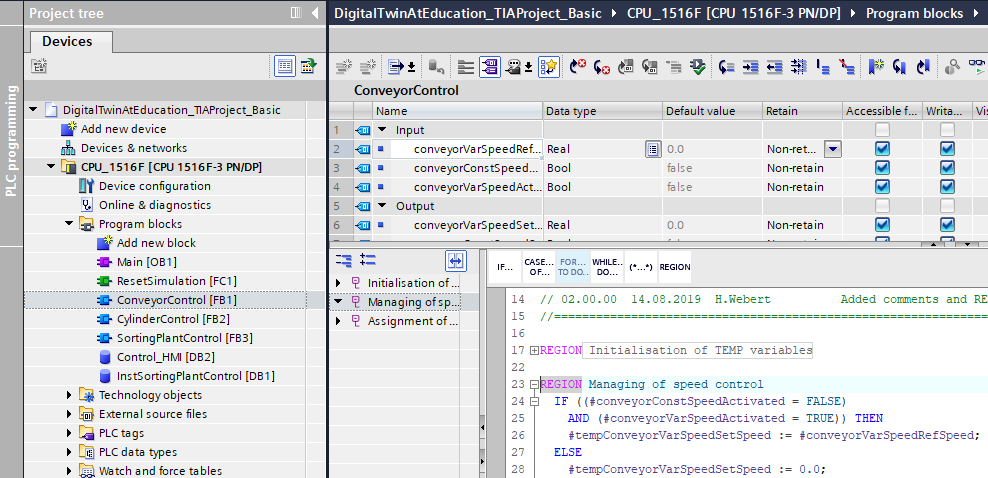 Project tree
DigitalTwinAtEducation_TIAProject_Basic
CPU_1516F [CPU 1516F-3 PN/DP]
Program blocks
Devices
PLC programming
DigitalTwinAtEducation_TIAProject_Basic
Add new device
Devices & networks
CPU_1516F [CPU 1516F-3 PN/DP]
Device configuration
Online & diagnostics
Program blocks
Add new block
Main [OB1]
ResetSimulation [FC1]
ConveyorControl [FB1]
CylinderControl [FB2]
SortingPlantControl [FB3]
Control_HMI [DB2]
InstSortingPlantControl [DB1]
Technology objects
External source files
PLC tags
PLC data types
Watch and force tables
ConveyorControl
Name Data type Default value Retain Accessible f... Writa...
1 Input
2 conveyorVarSpeedRef... Real 0.0 Non-ret...
3 conveyorConstSpeed... Bool false Non-retain
4 conveyorVarSpeedAct... Bool false Non-retain
5 Output
6 conveyorVarSpeedSet... Real 0.0 Non-retain
IF... CASE... OF... FOR... TO DO... WHILE.. DO... (*...*) REGION
Initialisation of ...
Managing of sp...
Assignment of ...
14 // 02.00.00 14.08.2019 H.Webert Added comments and RE
15 //=====================================================
16
17 REGION Initialisation of TEMP variables
22
23 REGION Managing of speed control
24 IF ((#conveyorConstSpeedActivated = FALSE)
25 AND (#conveyorVarSpeedActivated = TRUE)) THEN
26 #tempConveyorVarSpeedSetSpeed := #conveyorVarSpeedRefSpeed;
27 ELSE
28 #tempConveyorVarSpeedSetSpeed := 0.0;